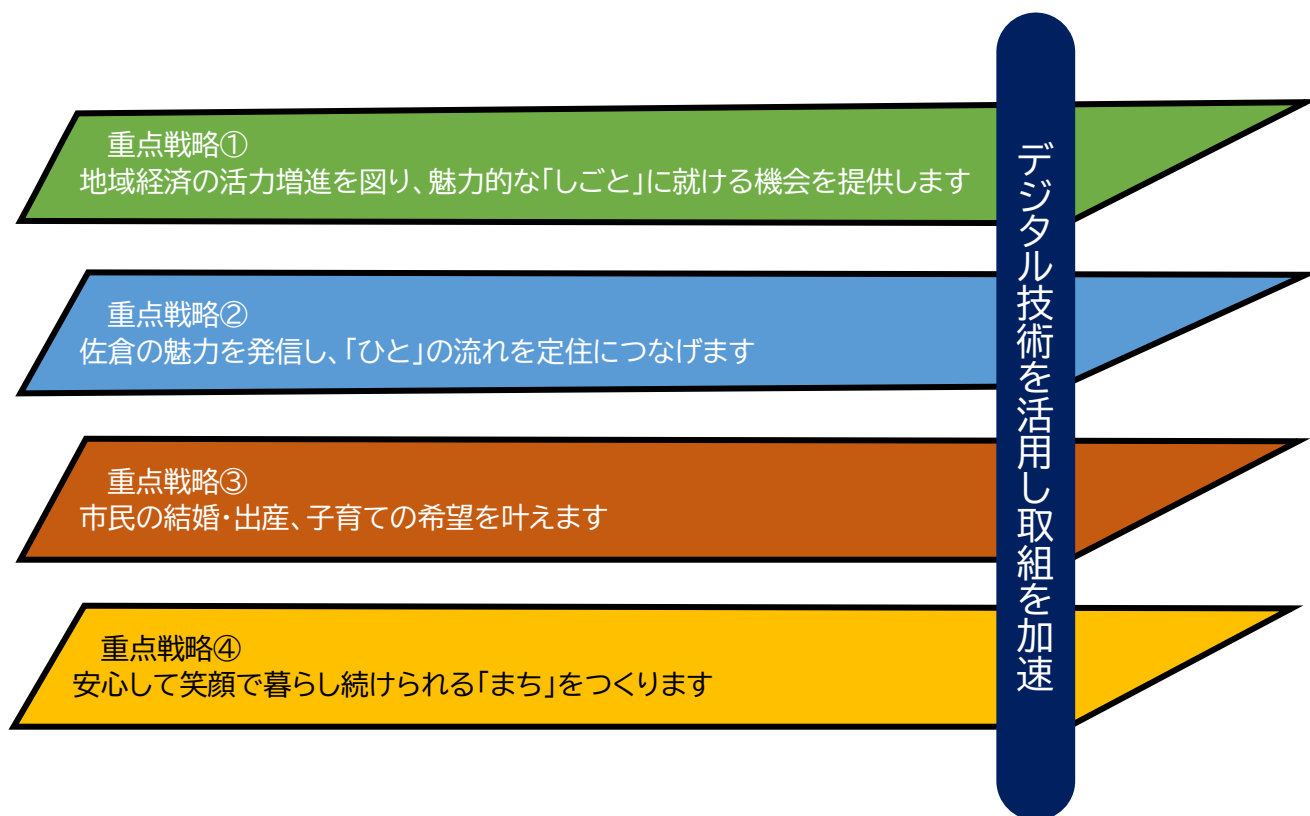 重点戦略①
地域経済の活力増進を図り、魅力的な「しごと」に就ける機会を提供します
重点戦略②
佐倉の魅力を発信し、「ひと」の流れを定住につなげます
重点戦略③
市民の結婚・出産、子育ての希望を叶えます
重点戦略④
安心して笑顔で暮らし続けられる「まち」をつくります
デジタル技術を活用し取組を加速